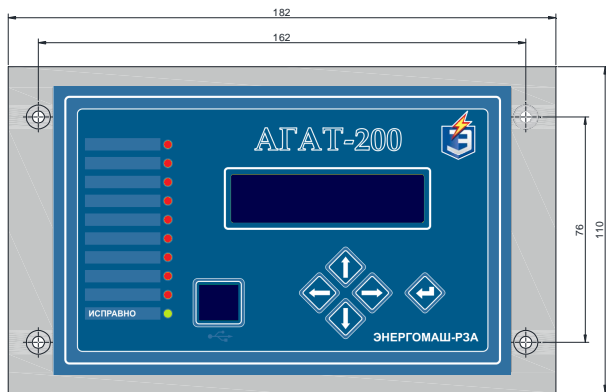 182
162
АГАТ-200
Э
76
110
ИСПРАВНО
ЭНЕРГОМАШ-РЗА